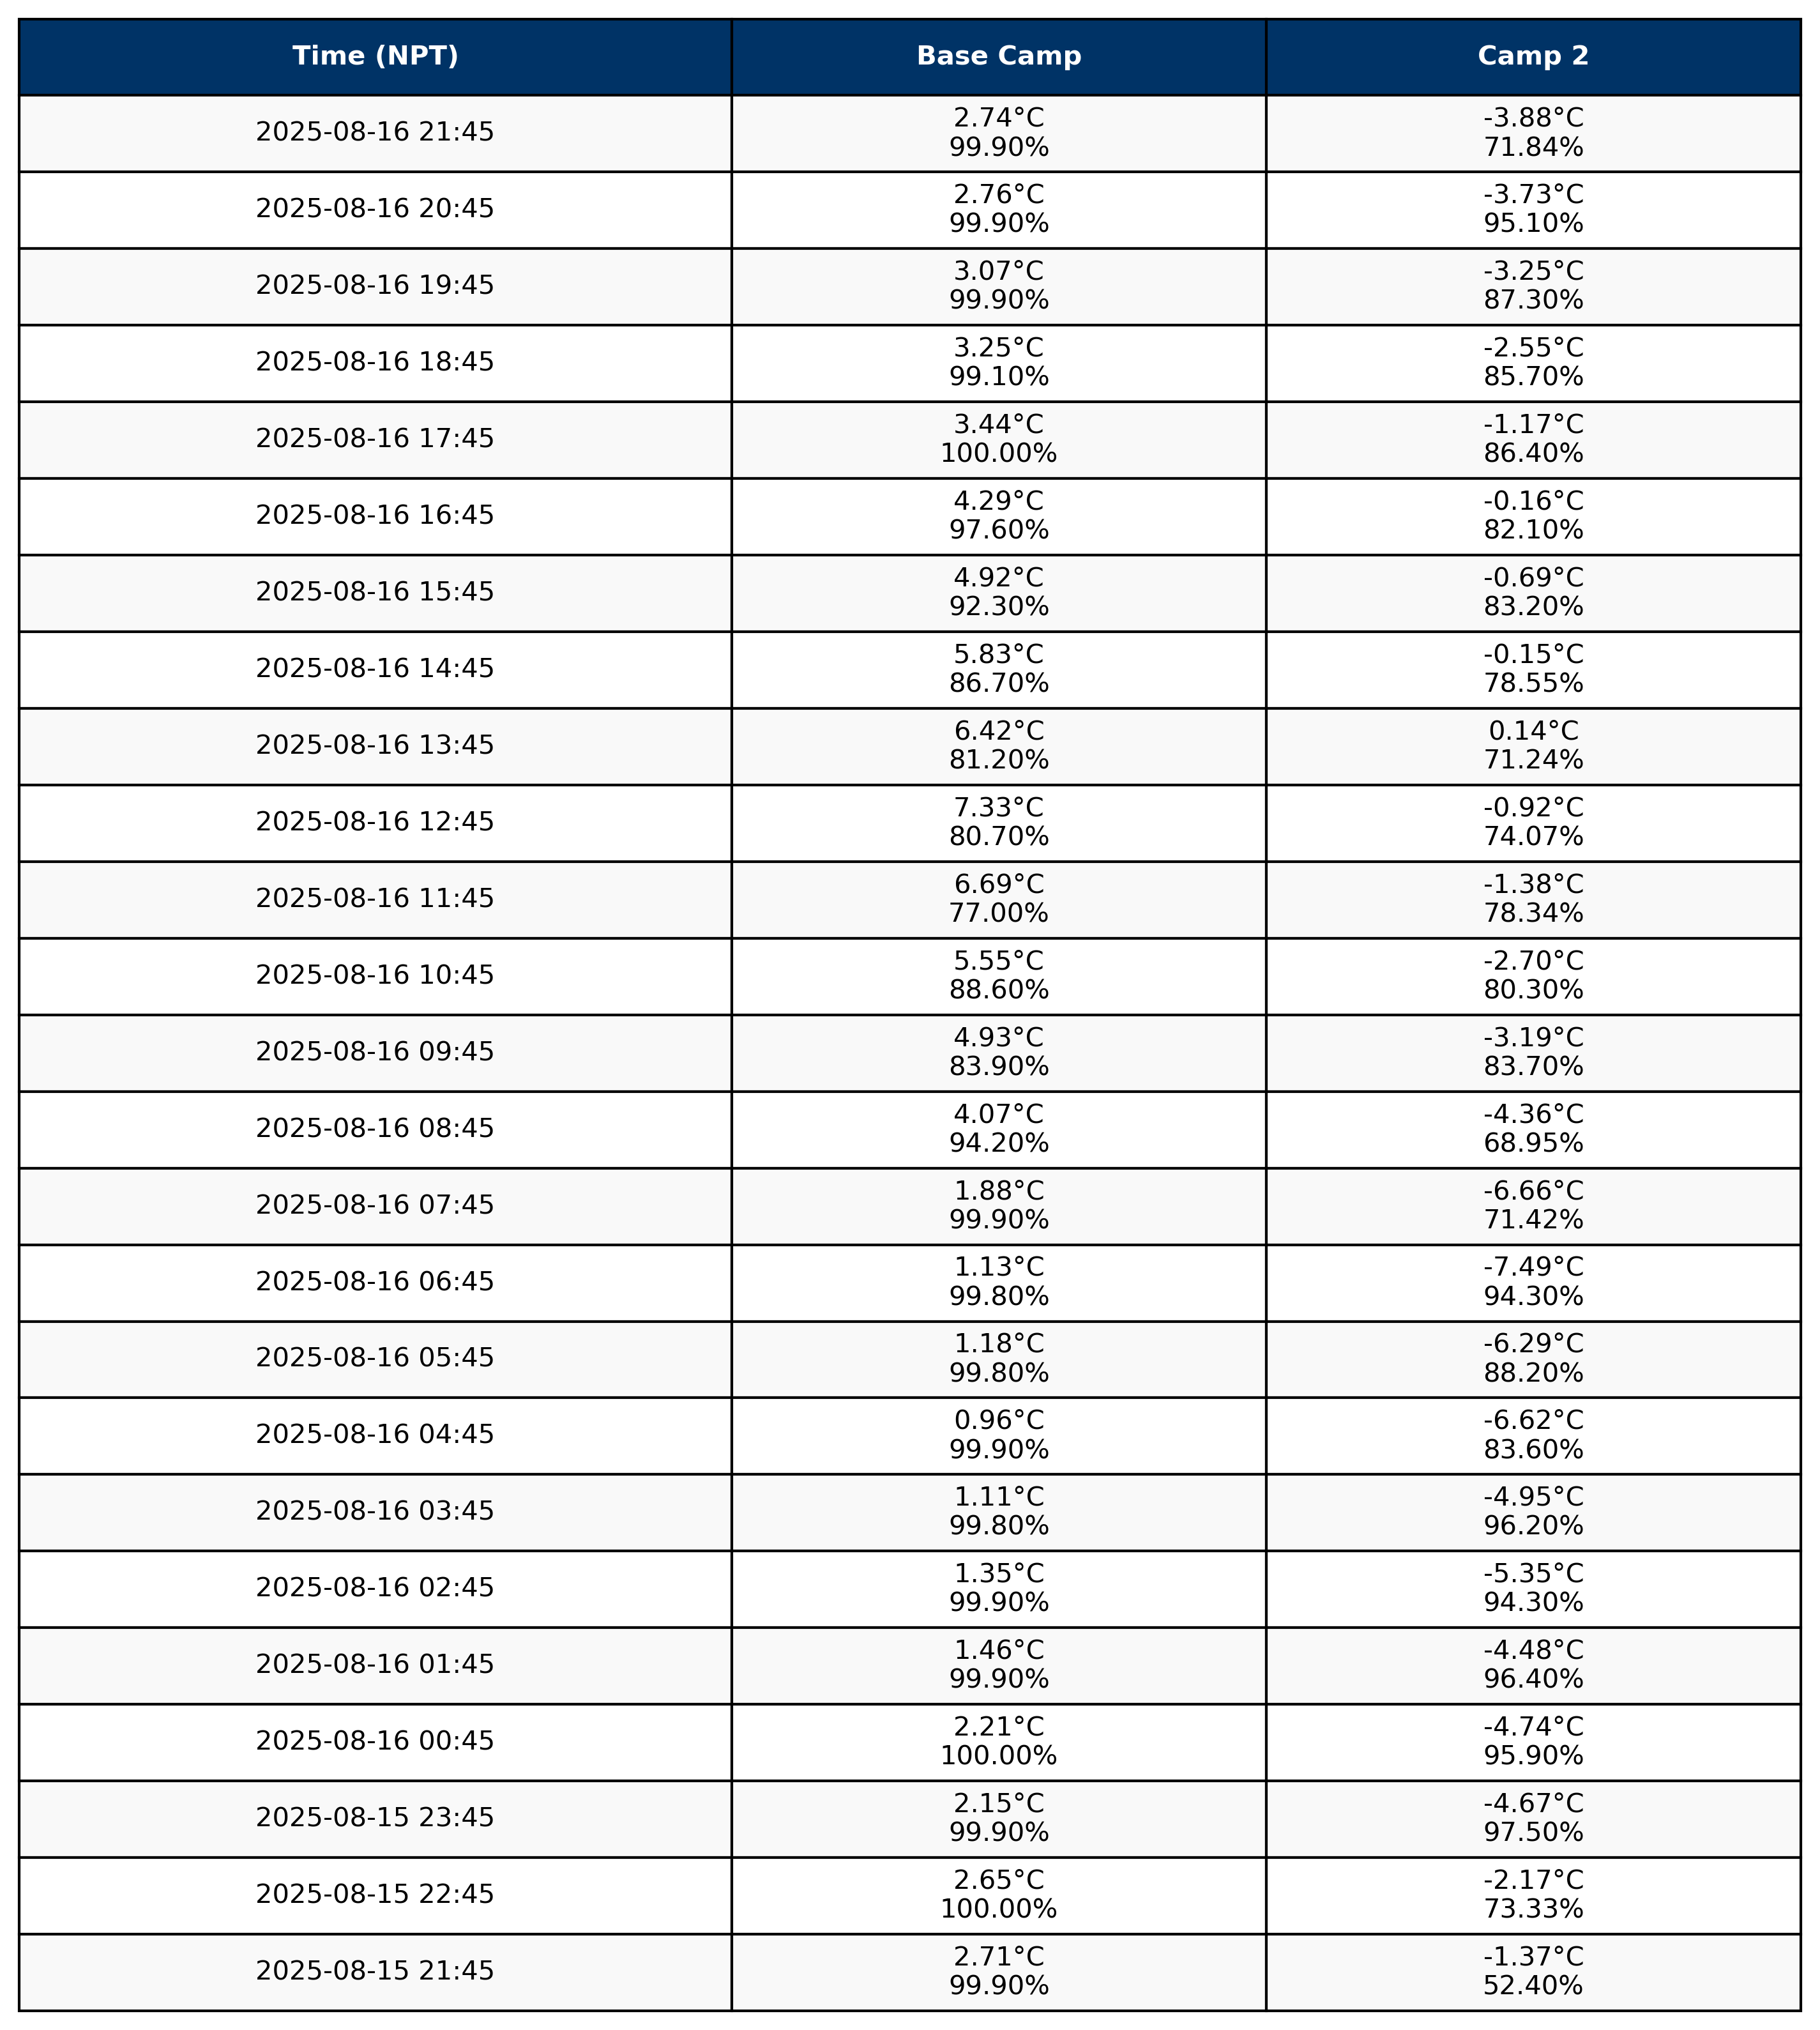 Time (NPT) Base Camp Camp 2
2025-08-16 21:45 2.74°C -3.88°C
99.90% 71.84%
2025-08-16 20:45 2.76°C -3.73°C
99.90% 95.10%
2025-08-16 19:45 3.07°C -3.25°C
99.90% 87.30%
2025-08-16 18:45 3.25°C -2.55°C
99.10% 85.70%
2025-08-16 17:45 3.44°C -1.17°C
100.00% 86.40%
2025-08-16 16:45 4.29°C -0.16°C
97.60% 82.10%
2025-08-16 15:45 4.92°C -0.69°C
92.30% 83.20%
2025-08-16 14:45 5.83°C -0.15°C
86.70% 78.55%
2025-08-16 13:45 6.42°C 0.14°C
81.20% 71.24%
2025-08-16 12:45 7.33°C -0.92°C
80.70% 74.07%
2025-08-16 11:45 6.69°C -1.38°C
77.00% 78.34%
2025-08-16 10:45 5.55°C -2.70°C
88.60% 80.30%
2025-08-16 09:45 4.93°C -3.19°C
83.90% 83.70%
2025-08-16 08:45 4.07°C -4.36°C
94.20% 68.95%
2025-08-16 07:45 1.88°C -6.66°C
99.90% 71.42%
2025-08-16 06:45 1.13°C -7.49°C
99.80% 94.30%
2025-08-16 05:45 1.18°C -6.29°C
99.80% 88.20%
2025-08-16 04:45 0.96°C -6.62°C
99.90% 83.60%
2025-08-16 03:45 1.11°C -4.95°C
99.80% 96.20%
2025-08-16 02:45 1.35°C -5.35°C
99.90% 94.30%
2025-08-16 01:45 1.46°C -4.48°C
99.90% 96.40%
2025-08-16 00:45 2.21°C -4.74°C
100.00% 95.90%
2025-08-15 23:45 2.15°C -4.67°C
99.90% 97.50%
2025-08-15 22:45 2.65°C -2.17°C
100.00% 73.33%
2025-08-15 21:45 2.71°C -1.37°C
99.90% 52.40%